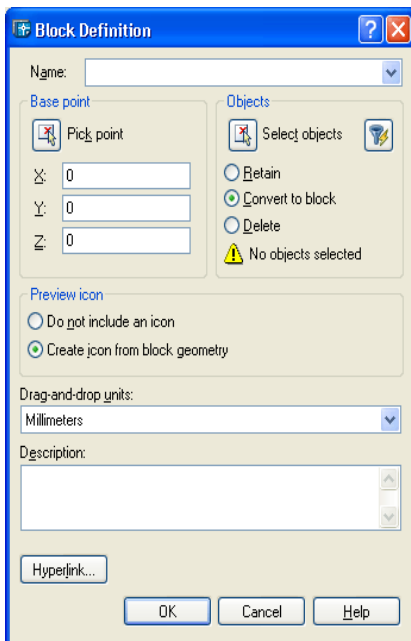 Block Definition
Name:
Base point
Pick point
X: 0
Y: 0
Z: 0
Objects
Select objects
Retain
Convert to block
Delete
No objects selected
Preview icon
Do not include an icon
Create icon from block geometry
Drag-and-drop units:
Millimeters
Description:
Hyperlink...
OK Cancel Help